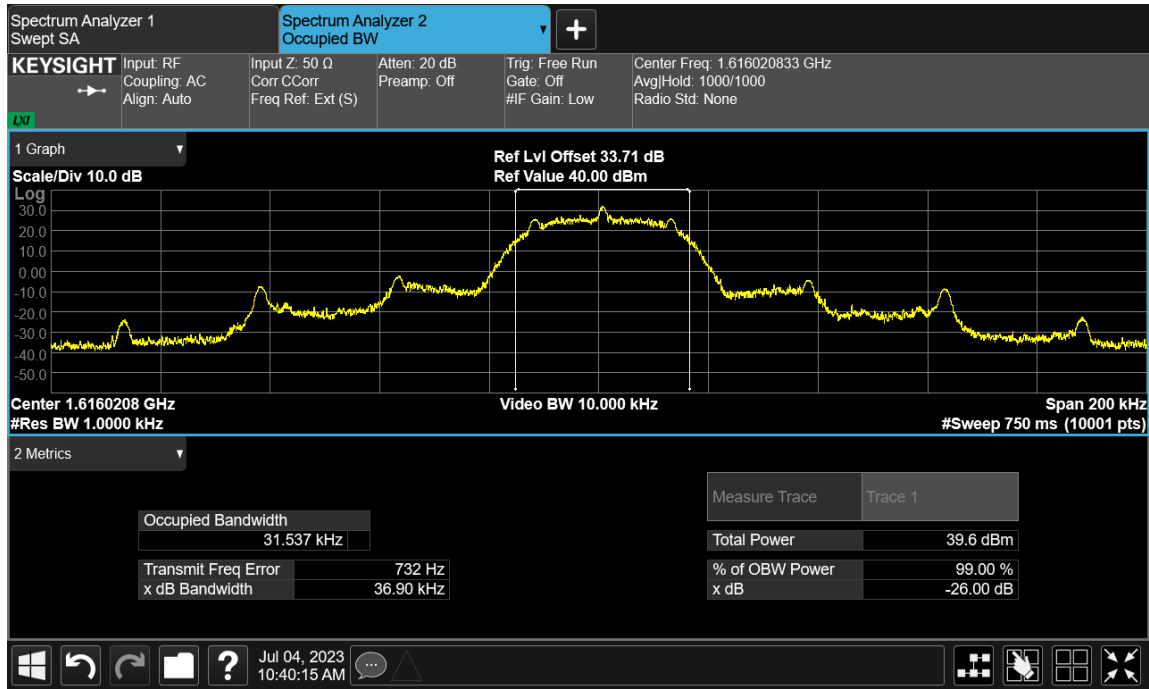 Spectrum Analyzer 1
Swept SA
Spectrum Analyzer 2
Occupied BW
KEYSIGHT
LXI
Input: RF
Coupling: AC
Align: Auto
Input Z: 50 Ω
Corr CCorr
Freq Ref: Ext (S)
Atten: 20 dB
Preamp: Off
Trig: Free Run
Gate: Off
#IF Gain: Low
Center Freq: 1.616020833 GHz
Avg|Hold: 1000/1000
Radio Std: None
1 Graph
Scale/Div 10.0 dB
Ref Lvl Offset 33.71 dB
Ref Value 40.00 dBm
Log
30.0
20.0
10.0
0.00
-10.0
-20.0
-30.0
-40.0
-50.0
Center 1.6160208 GHz
#Res BW 1.0000 kHz
Video BW 10.000 kHz
Span 200 kHz
#Sweep 750 ms (10001 pts)
2 Metrics
Measure Trace Trace 1
Occupied Bandwidth
31.537 kHz
Total Power 39.6 dBm
Transmit Freq Error 732 Hz
x dB Bandwidth 36.90 kHz
% of OBW Power 99.00 %
x dB -26.00 dB
Jul 04, 2023
10:40:15 AM